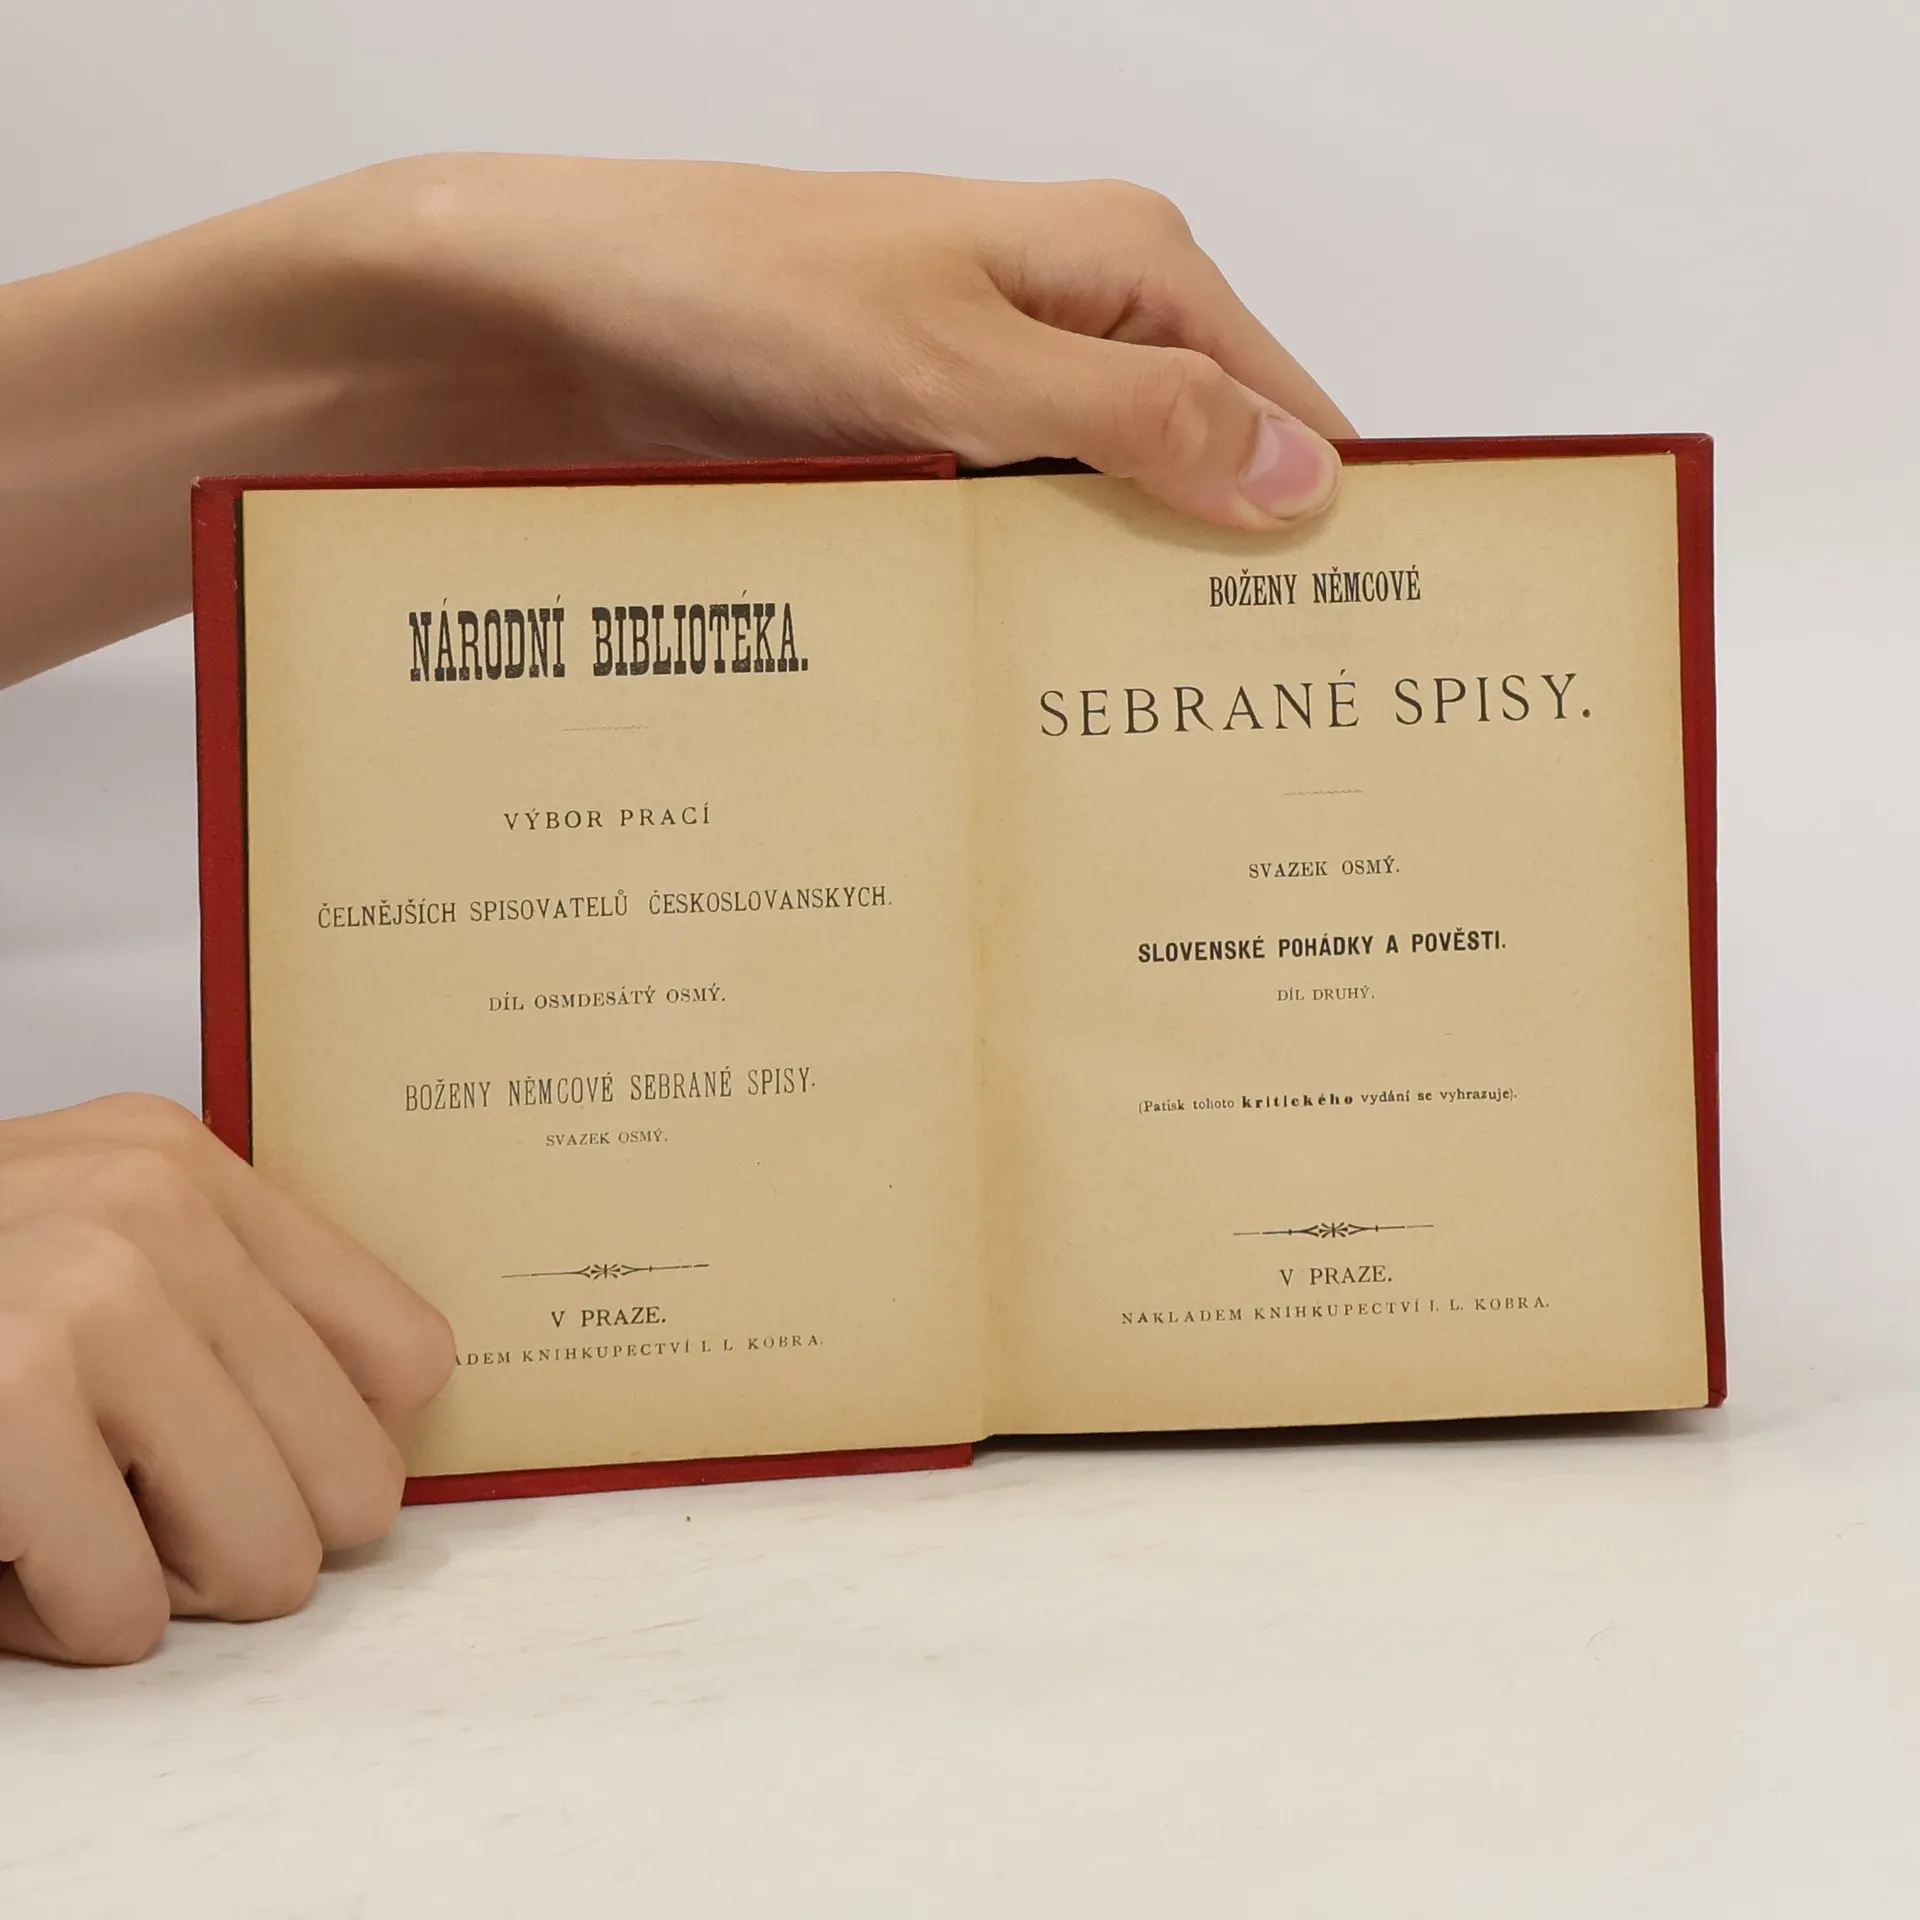 NÁRODNÍ BIBLIOTÉKA.
VÝBOR PRACÍ
ČELNĚJŠÍCH SPISOVATELŮ ČESKOSLOVANSKYCH.
DÍL OSMDESÁTÝ OSMÝ.
BOŽENY NĚMCOVÉ SEBRANÉ SPISY.
SVAZEK OSMÝ.
V PRAZE.
ADEM KNIHKUPECTVÍ I. L KOBRA.
BOŽENY NĚMCOVÉ
SEBRANÉ SPISY.
SVAZEK OSMÝ.
SLOVENSKÉ POHÁDKY A POVĚSTI.
DÍL DRUHÝ.
(Patisk tohoto kritického vydání se vyhrazuje).
V PRAZE.
NAKLADEM KNIHKUPECTVÍ I. L. KOBRA.